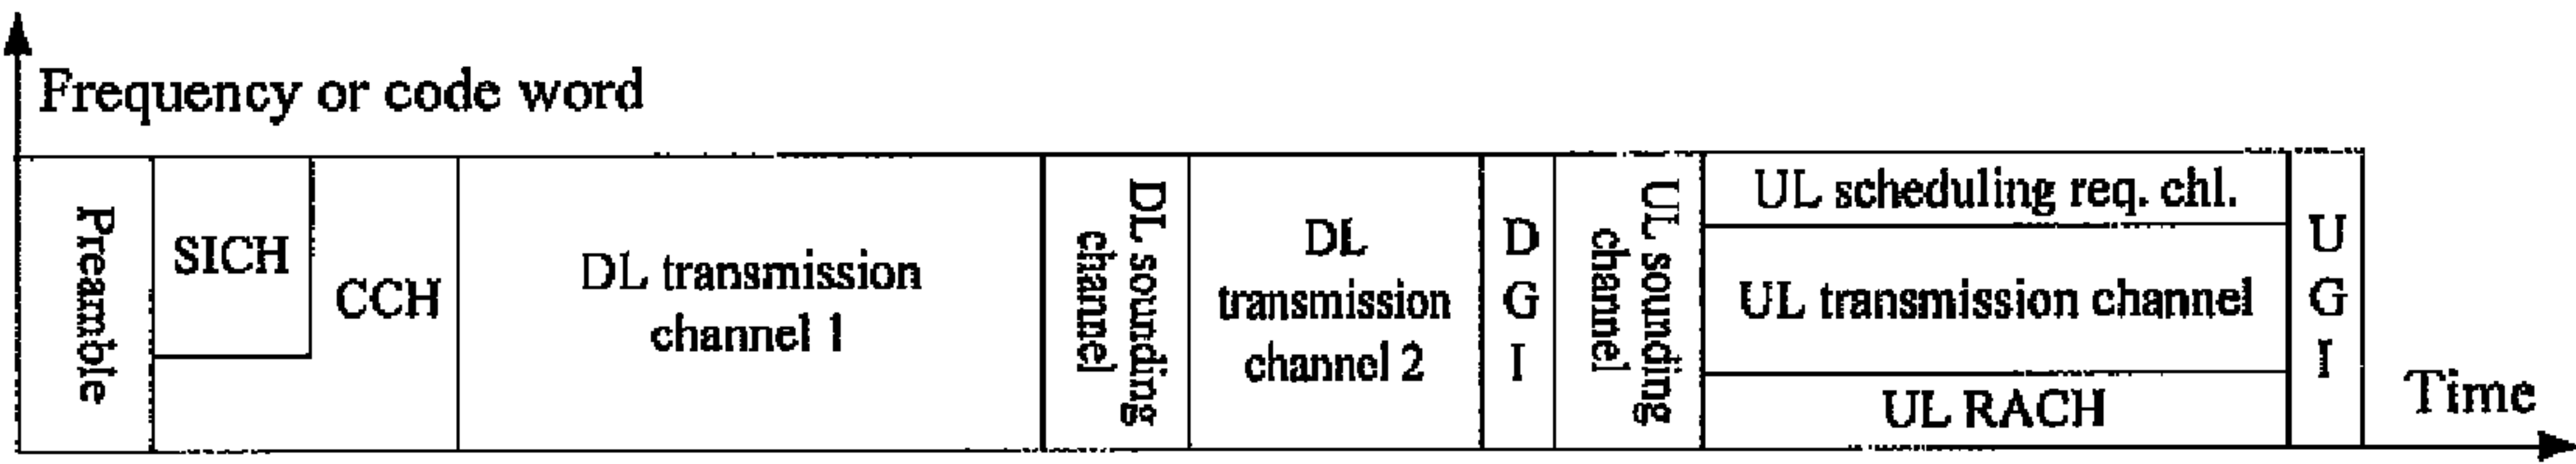 Frequency or code word
Preamble
SICH
CCH
DL transmission
channel 1
DL sounding
channel
DL
transmission
channel 2
D
G
I
UL sounding
channel
UL scheduling req. chl.
UL transmission channel
UL RACH
U
G
I
Time